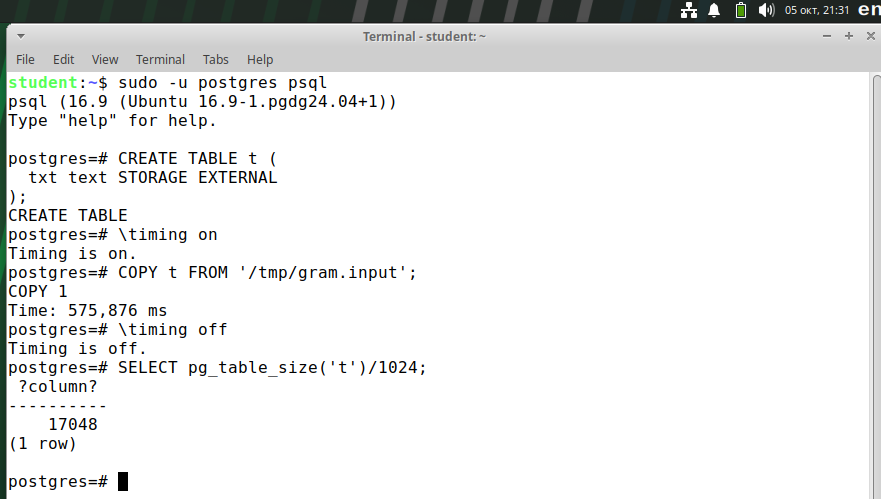 05 окт, 21:31 en
Terminal - student: ~
File Edit View Terminal Tabs Help
student:~$ sudo -u postgres psql
psql (16.9 (Ubuntu 16.9-1.pgdg24.04+1))
Type "help" for help.
postgres=# CREATE TABLE t (
  txt text STORAGE EXTERNAL
);
CREATE TABLE
postgres=# \timing on
Timing is on.
postgres=# COPY t FROM '/tmp/gram.input';
COPY 1
Time: 575,876 ms
postgres=# \timing off
Timing is off.
postgres=# SELECT pg_table_size('t')/1024;
 ?column?
----------
    17048
(1 row)
postgres=#